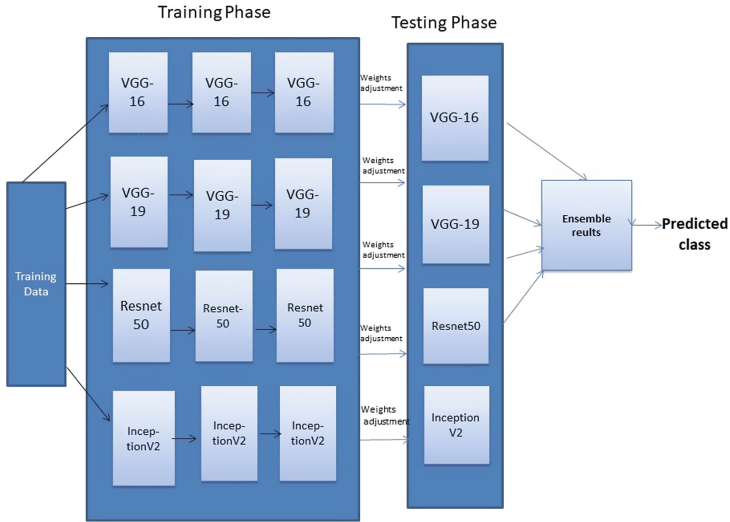 Training Phase
Testing Phase
Training
Data
VGG-
16
VGG-
16
VGG-
16
VGG-
19
VGG-
19
VGG-
19
Resnet
50
Resnet-
50
Resnet
50
Incep-
tionV2
Incep-
tionV2
Incep-
tionV2
Weights
adjustment
Weights
adjustment
Weights
adjustment
Weights
adjustment
Weights
adjustment
VGG-16
VGG-19
Resnet50
Inception
V2
Ensemble
reults
Predicted
class